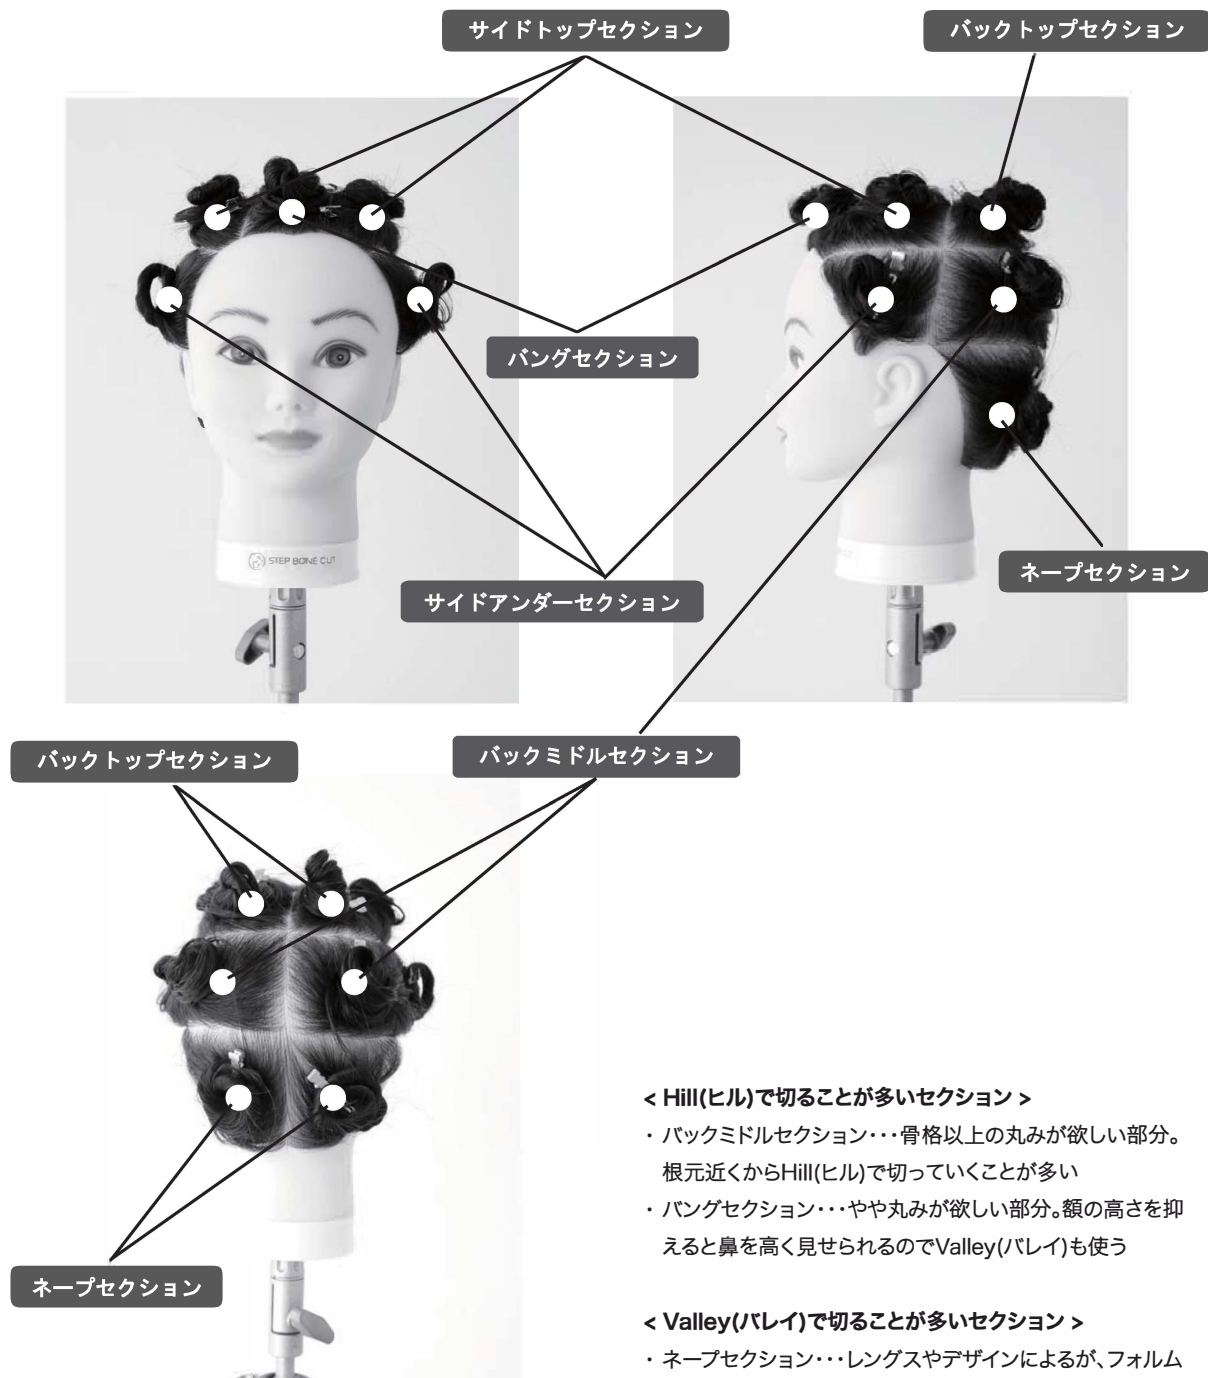 サイドトップセクション
バックトップセクション
バングセクション
STEP BONE CUT
サイドアンダーセクション
ネープセクション
バックトップセクション
バックミドルセクション
ネープセクション
< Hill(ヒル)で切ることが多いセクション >
・ バックミドルセクション・・・骨格以上の丸みが欲しい部分。
根元近くからHill(ヒル)で切っていくことが多い
・ バングセクション・・・やや丸みが欲しい部分。額の高さを抑
えると鼻を高く見せられるのでValley(バレイ)も使う
< Valley(バレイ)で切ることが多いセクション >
・ ネープセクション・・・レングスやデザインによるが、フォルム